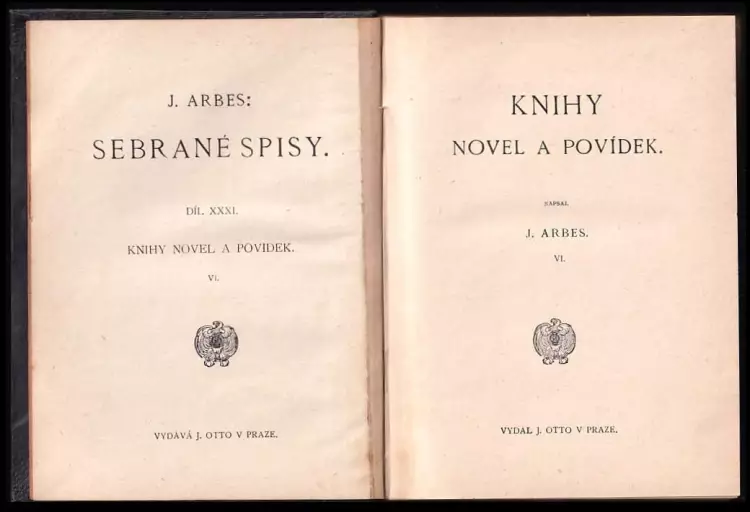 J. ARBES:
SEBRANÉ SPISY.
DÍL. XXXI.
KNIHY NOVEL A POVIDEK.
VI.
VYDÁVÁ J. OTTO V PRAZE.
KNIHY
NOVEL A POVÍDEK.
NAPSAL
J. ARBES.
VI.
VYDAL J. OTTO V PRAZE.